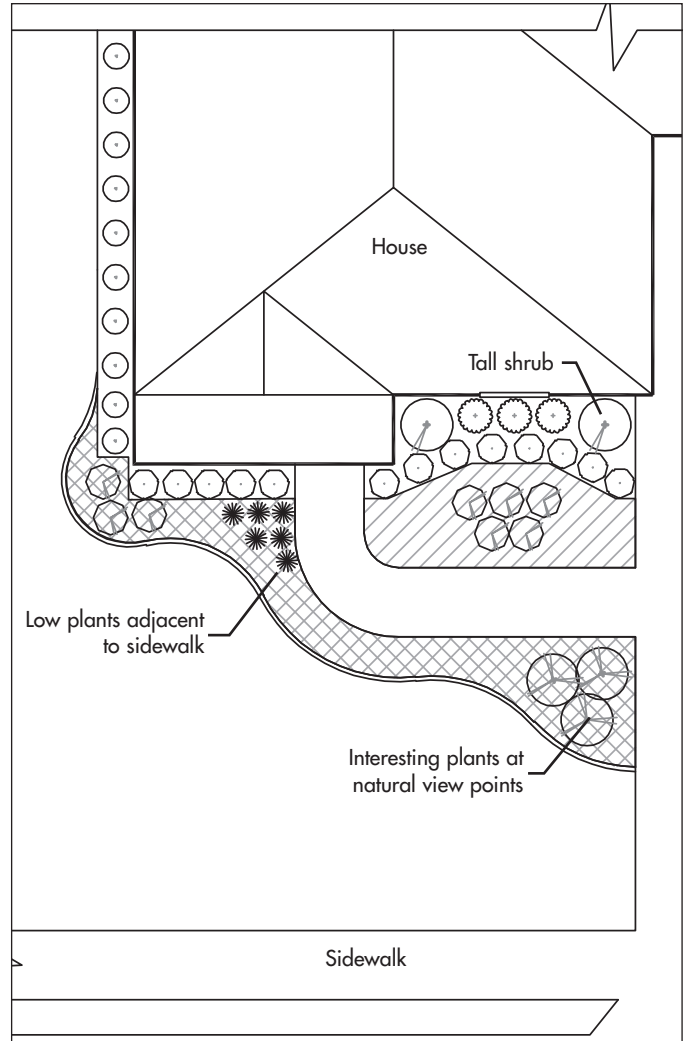 House
Tall shrub
Low plants adjacent
to sidewalk
Interesting plants at
natural view points
Sidewalk